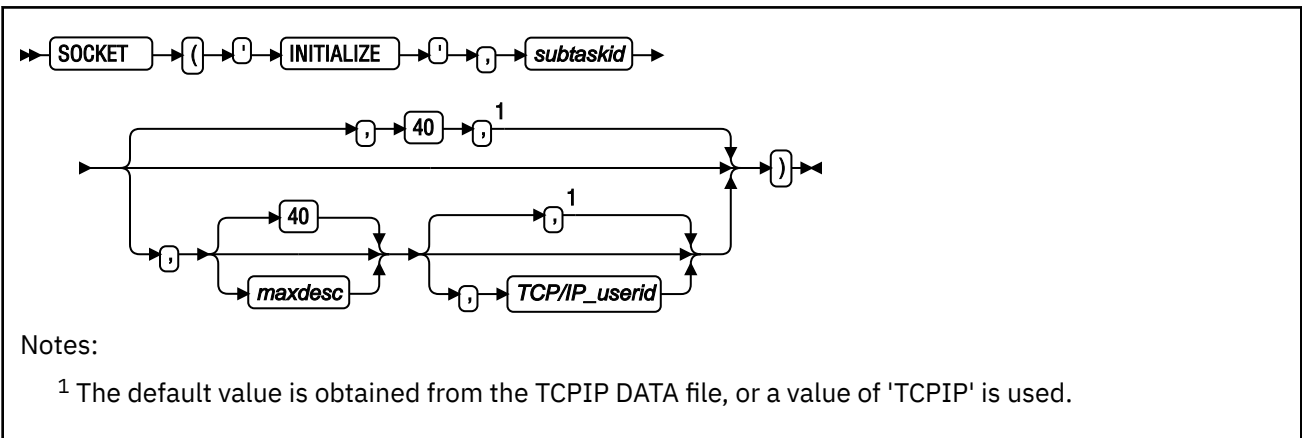 SOCKET ( ' INITIALIZE ' , subtaskid
, 40 , 1
)
40 , 1
, maxdesc , TCP/IP_userid
Notes:
1 The default value is obtained from the TCPIP DATA file, or a value of 'TCPIP' is used.